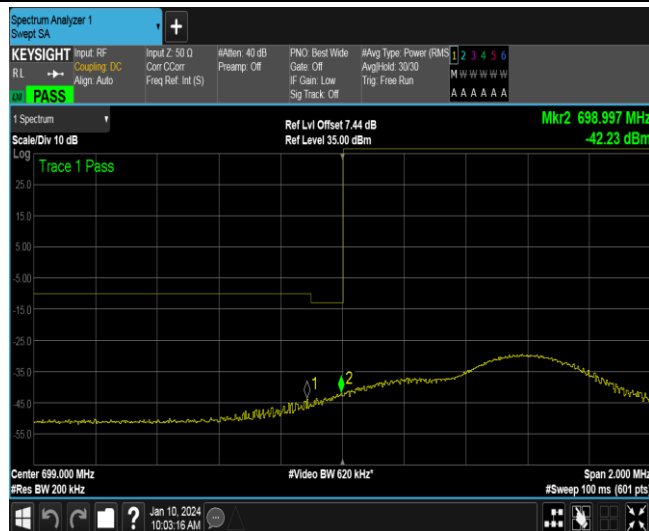 Spectrum Analyzer 1
Swept SA
+
KEYSIGHT
RL
LV PASS
Input: RF
Coupling: DC
Align: Auto
Input Z: 50 Ω
Corr CCorr
Freq Ref: Int (S)
#Atten: 40 dB
Preamp: Off
PNO: Best Wide
Gate: Off
IF Gain: Low
Sig Track: Off
#Avg Type: Power (RMS
Avg|Hold: 30/30
Trig: Free Run
1 2 3 4 5 6
M W W W W W
A A A A A A
1 Spectrum
Scale/Div 10 dB
Ref Lvl Offset 7.44 dB
Ref Level 35.00 dBm
Mkr2 698.997 MHz
-42.23 dBm
Log
Trace 1 Pass
25.0
15.0
5.00
-5.00
-15.0
-25.0
-35.0
-45.0
-55.0
1
2
Center 699.000 MHz
#Res BW 200 kHz
#Video BW 620 kHz*
Span 2.000 MHz
#Sweep 100 ms (601 pts)
?
Jan 10, 2024
10:03:16 AM